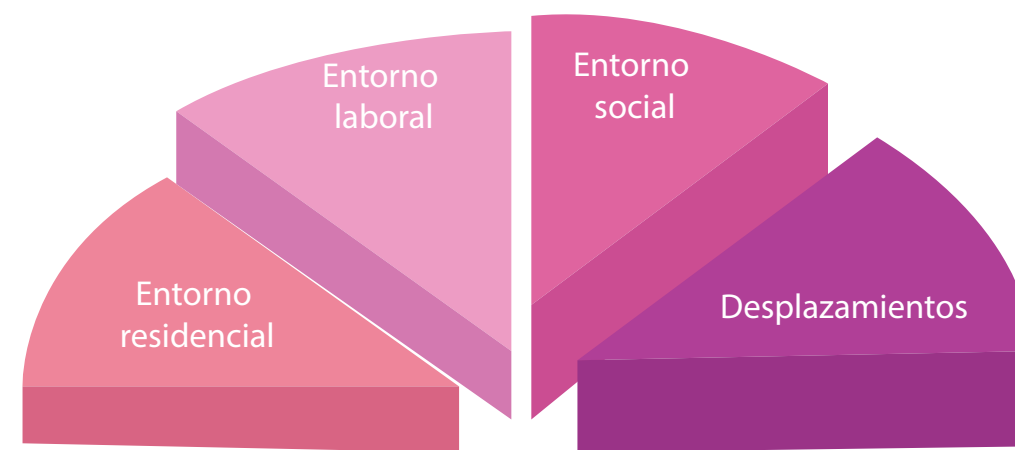 Entorno
laboral
Entorno
social
Entorno
residencial
Desplazamientos